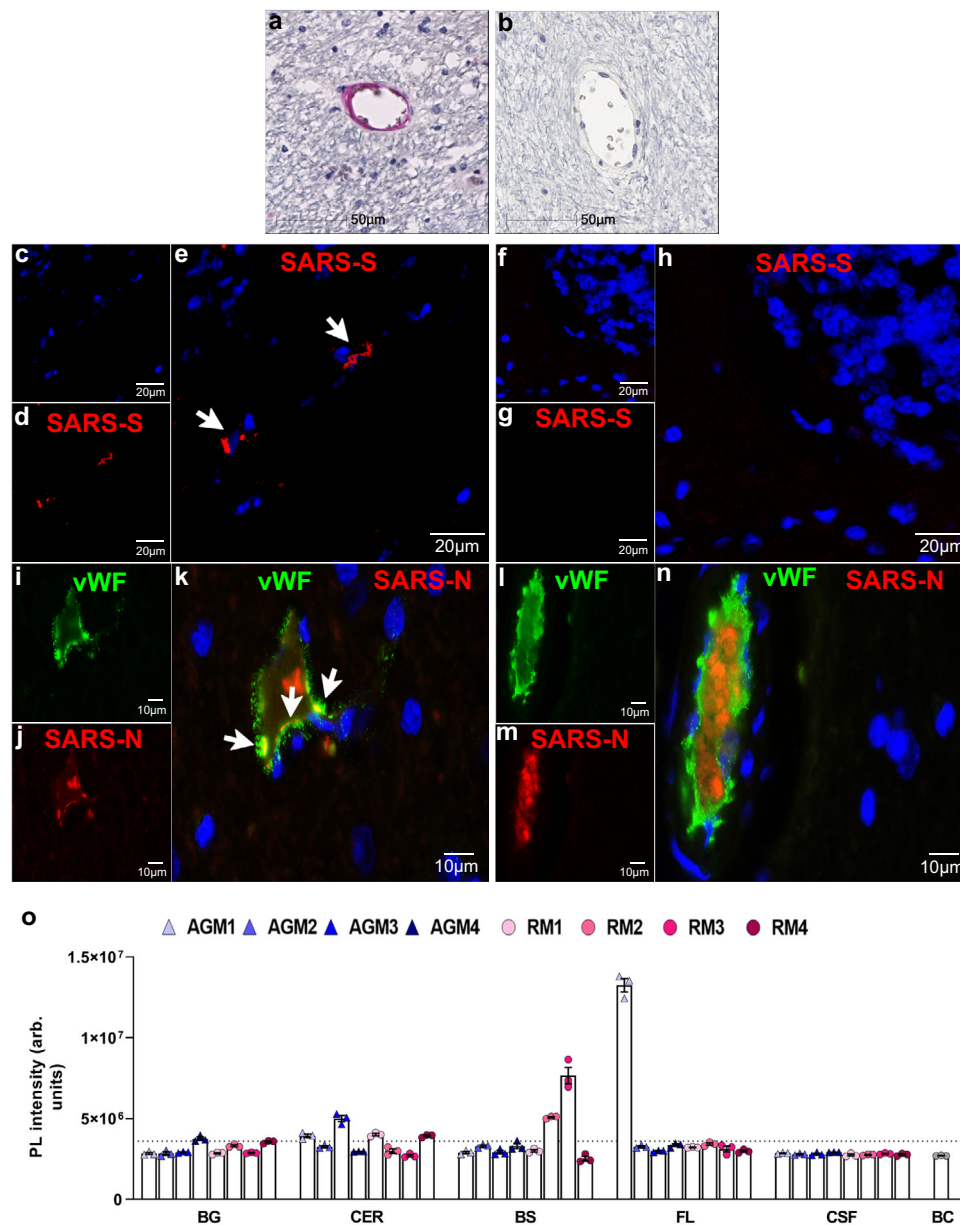 a
50µm
b
50µm
c
20µm
d
SARS-S
20µm
e
SARS-S
20µm
f
20µm
g
SARS-S
20µm
h
SARS-S
20µm
i
vWF
10µm
j
SARS-N
10µm
k
vWF SARS-N
10µm
l
vWF
10µm
m
SARS-N
10µm
n
vWF SARS-N
10µm
o
AGM1 AGM2 AGM3 AGM4 RM1 RM2 RM3 RM4
PL intensity (arb. units)
1.5×10⁷
1×10⁷
5×10⁶
0
BG CER BS FL CSF BC